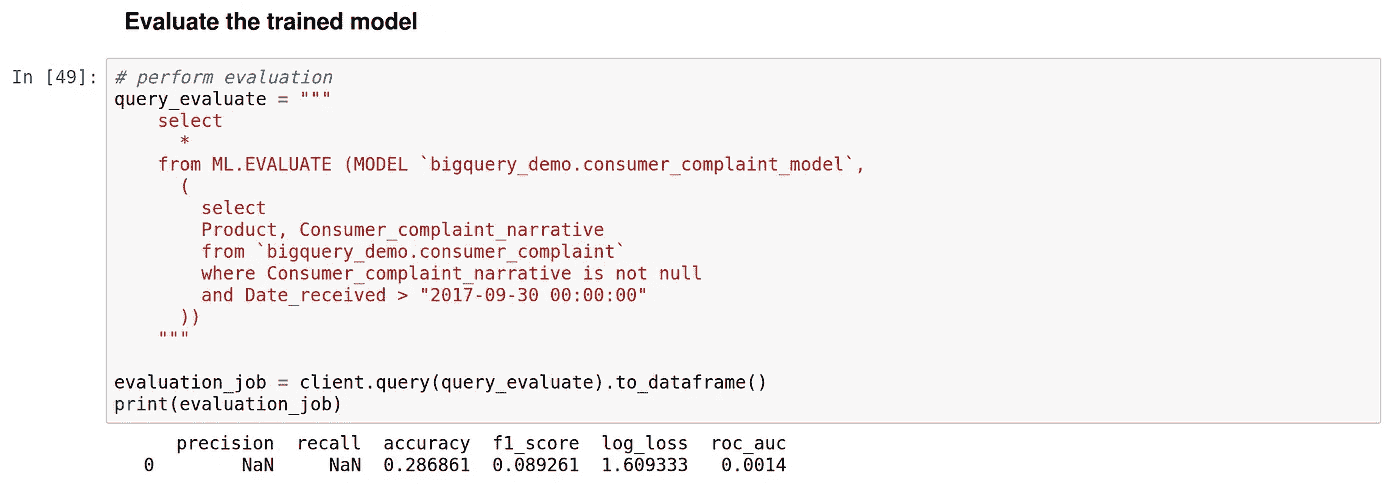 Evaluate the trained model
In [49]: # perform evaluation
query_evaluate = """
    select
      *
    from ML.EVALUATE (MODEL `bigquery_demo.consumer_complaint_model`,
      (
        select
        Product, Consumer_complaint_narrative
        from `bigquery_demo.consumer_complaint`
        where Consumer_complaint_narrative is not null
        and Date_received > "2017-09-30 00:00:00"
      ))
    """
evaluation_job = client.query(query_evaluate).to_dataframe()
print(evaluation_job)
   precision  recall  accuracy  f1_score  log_loss  roc_auc
0        NaN     NaN  0.286861  0.089261  1.609333   0.0014